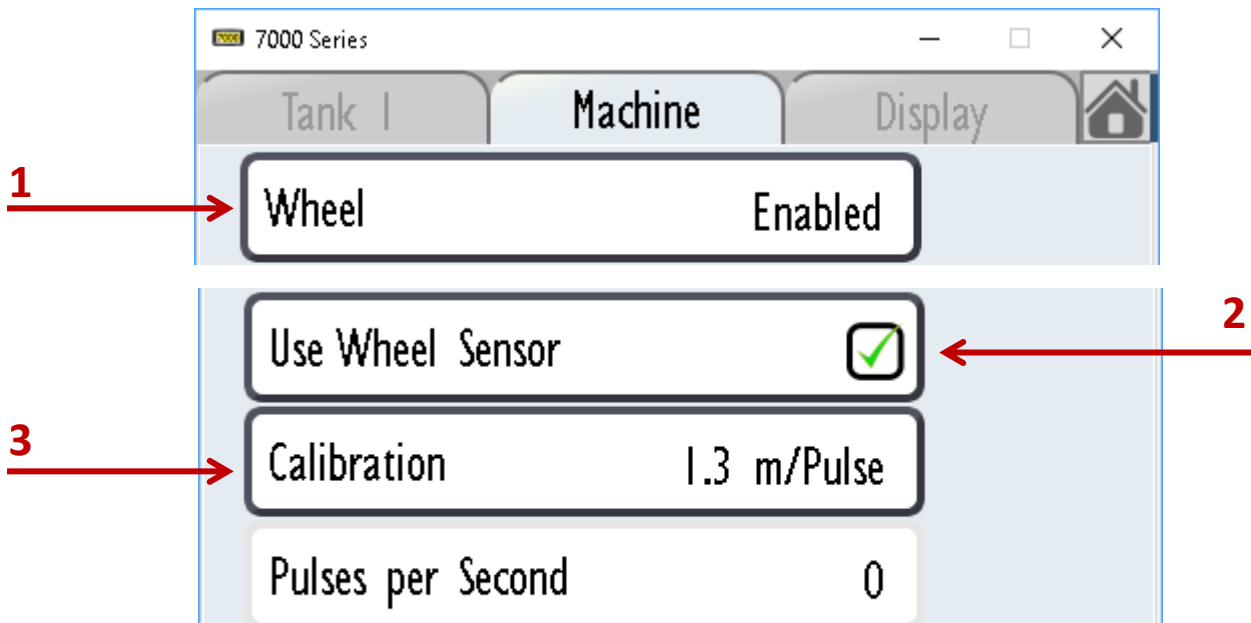 7000 Series
Tank 1
Machine
Display
1
Wheel
Enabled
Use Wheel Sensor
2
3
Calibration
1.3 m/Pulse
Pulses per Second
0